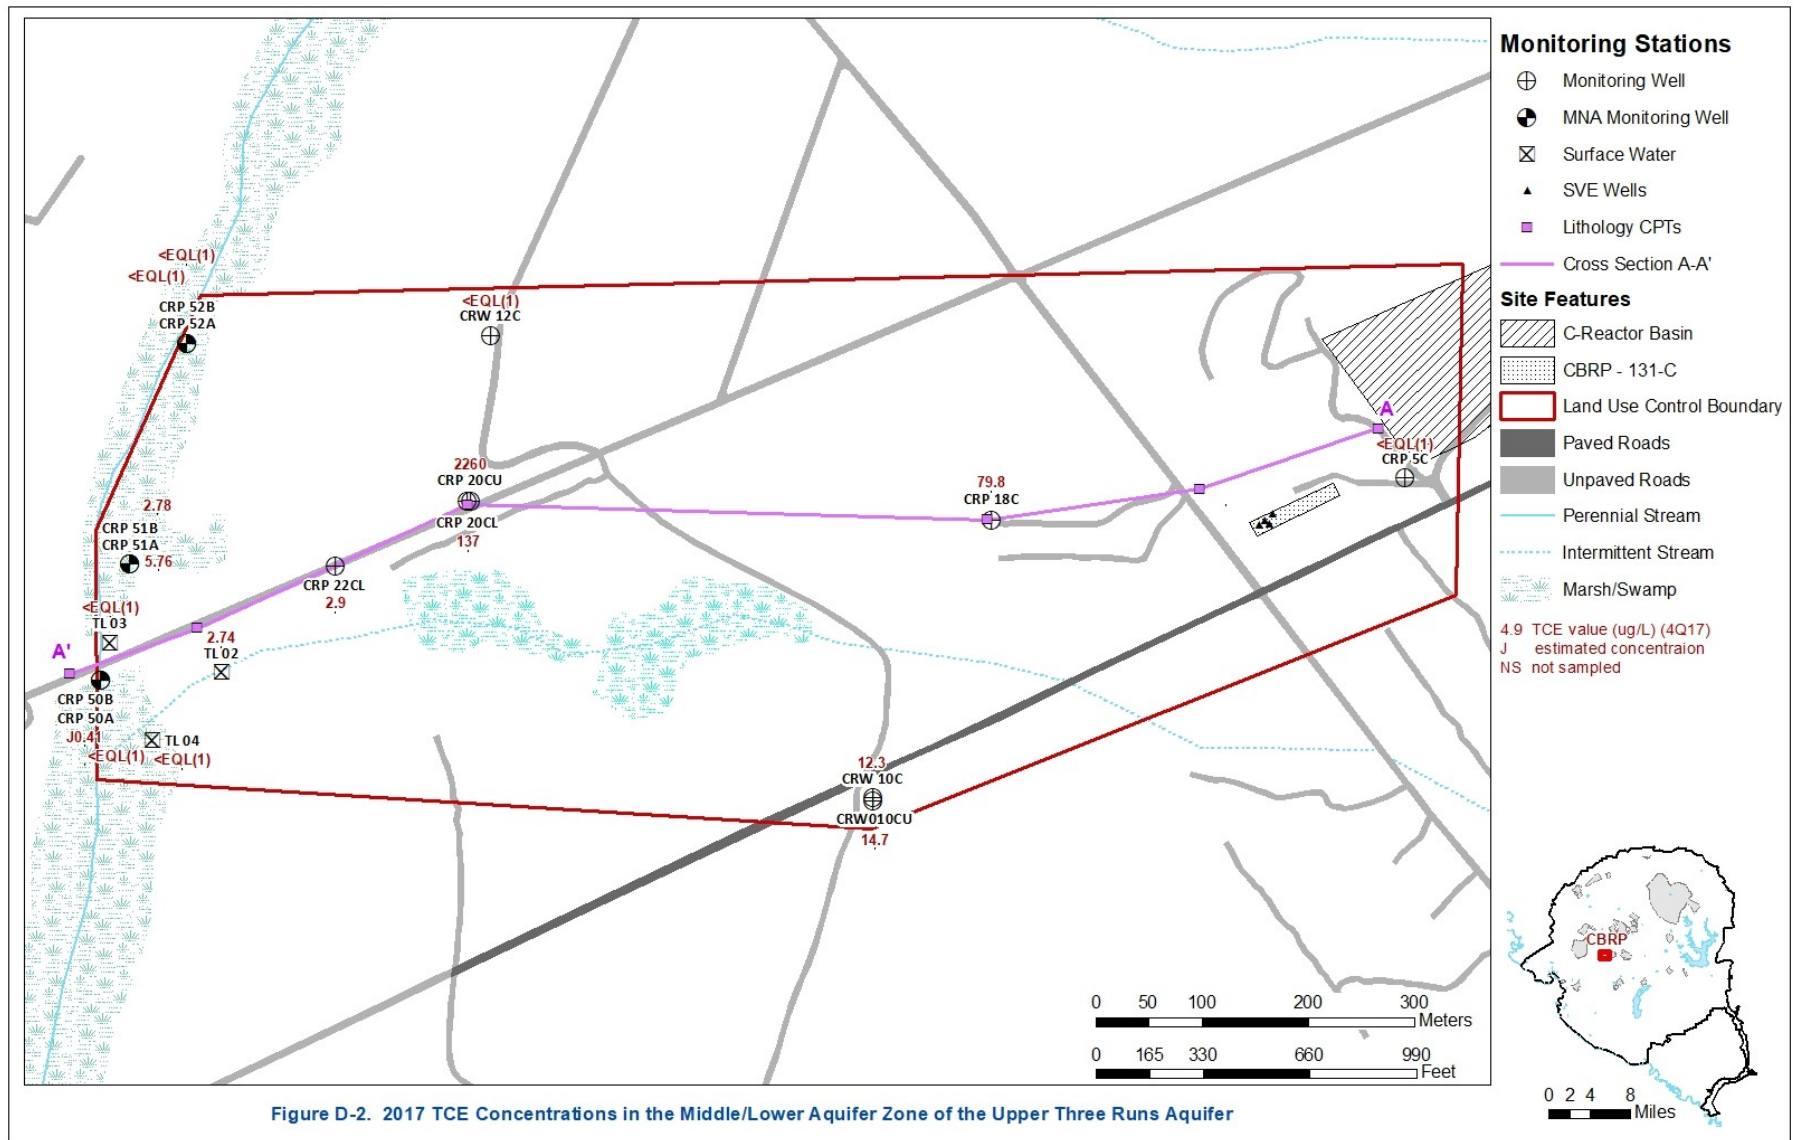 <EQL(1)
<EQL(1)
CRP 52B
CRP 52A
<EQL(1)
CRW 12C
2260
CRP 20CU
CRP 20CL
137
79.8
CRP 18C
A
<EQL(1)
CRP 5C
2.78
CRP 51B
CRP 51A
5.76
CRP 22CL
2.9
<EQL(1)
TL 03
2.74
TL 02
A'
CRP 50B
CRP 50A
J0.41
<EQL(1)
TL 04
<EQL(1)
12.3
CRW 10C
CRW010CU
14.7
0 50 100 200 300
Meters
0 165 330 660 990
Feet
Monitoring Stations
Monitoring Well
MNA Monitoring Well
Surface Water
SVE Wells
Lithology CPTs
Cross Section A-A'
Site Features
C-Reactor Basin
CBRP - 131-C
Land Use Control Boundary
Paved Roads
Unpaved Roads
Perennial Stream
Intermittent Stream
Marsh/Swamp
4.9 TCE value (ug/L) (4Q17)
J estimated concentraion
NS not sampled
CBRP
0 2 4 8
Miles
Figure D-2. 2017 TCE Concentrations in the Middle/Lower Aquifer Zone of the Upper Three Runs Aquifer